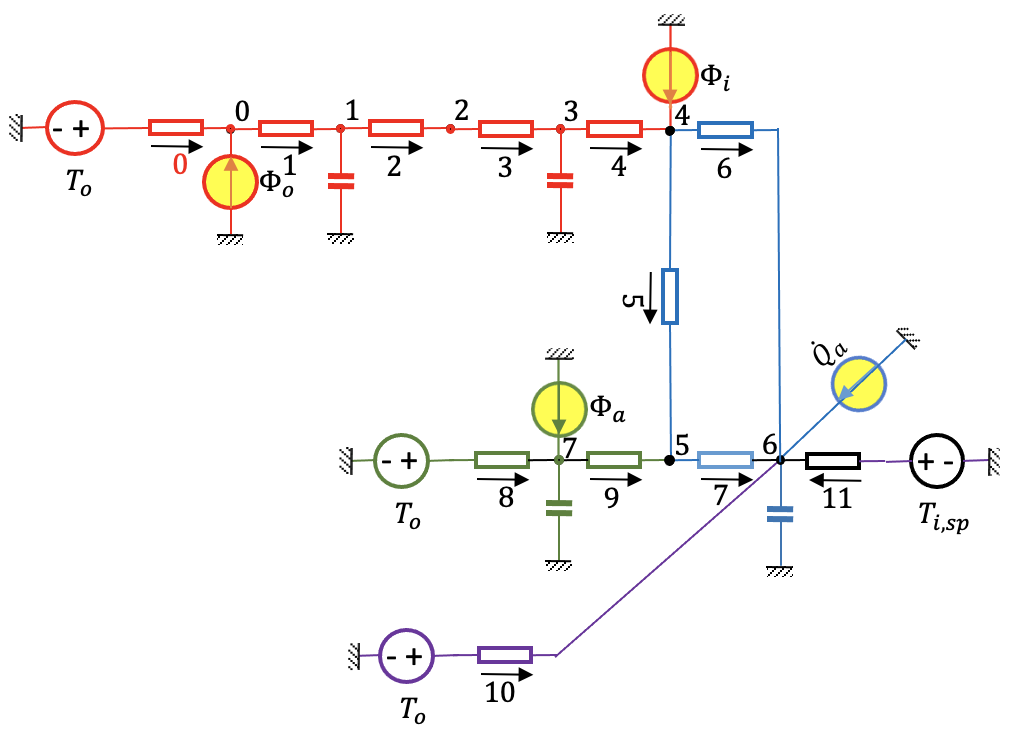 Φi
0 1 2 3 4
- +
To
0 1 2 3 4 6
Φo
5
Q̇a
Φa
7 5 6
- + + -
8 9 7 11
To Ti,sp
- +
10
To